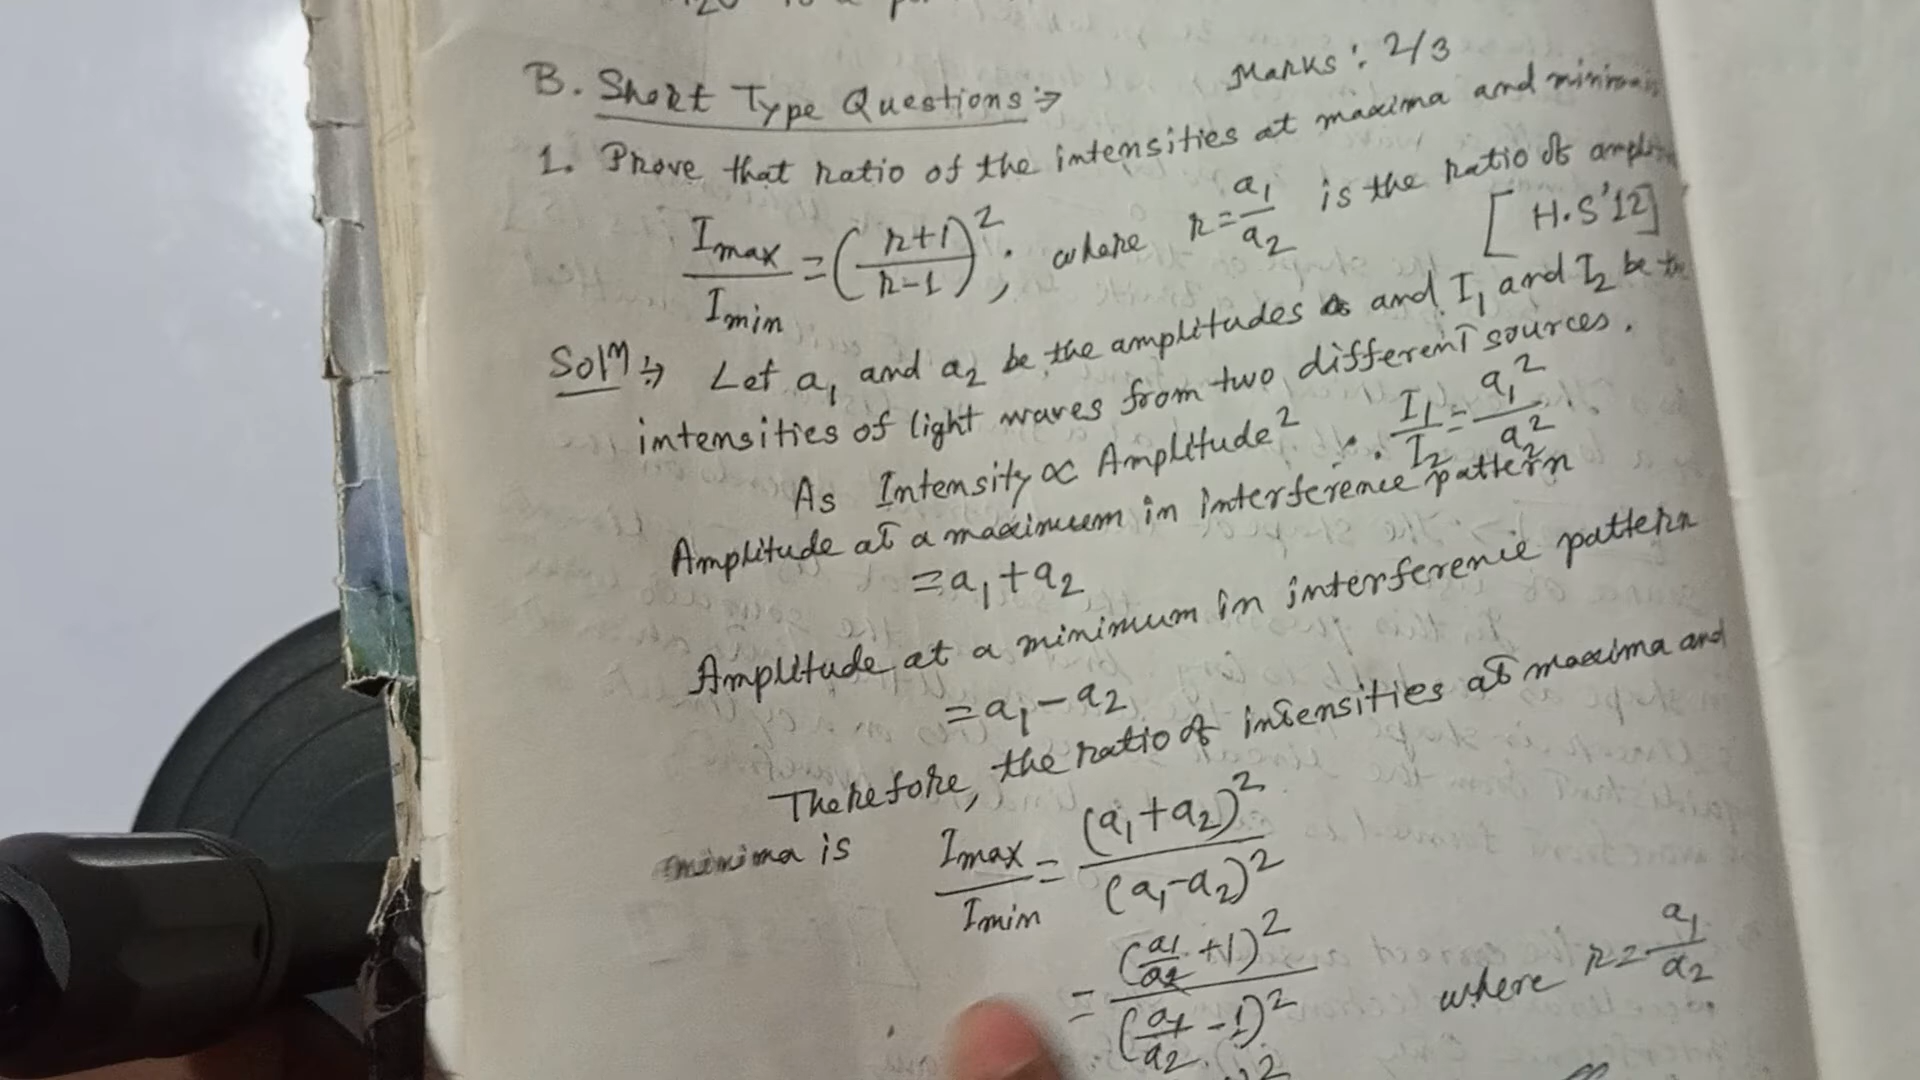 B. Short Type Questions :→ Marks : 2/3
1. Prove that ratio of the intensities at maxima and
I max / I min = (r+1 / r-1)², where r = a₁/a₂ is the ratio of
[H.S'12]
Solⁿ :→ Let a₁ and a₂ be the amplitudes and I₁ and I₂ be
intensities of light waves from two different sources.
As Intensity ∝ Amplitude² ∴ I₁/I₂ = a₁²/a₂²
Amplitude at a maximum in interference pattern
= a₁+a₂
Amplitude at a minimum in interference pattern
= a₁-a₂
Therefore, the ratio of intensities at maxima and
minima is Imax/Imin = (a₁+a₂)²/(a₁-a₂)²
= (a₁/a₂ +1)²/(a₁/a₂ -1)² where r = a₁/a₂